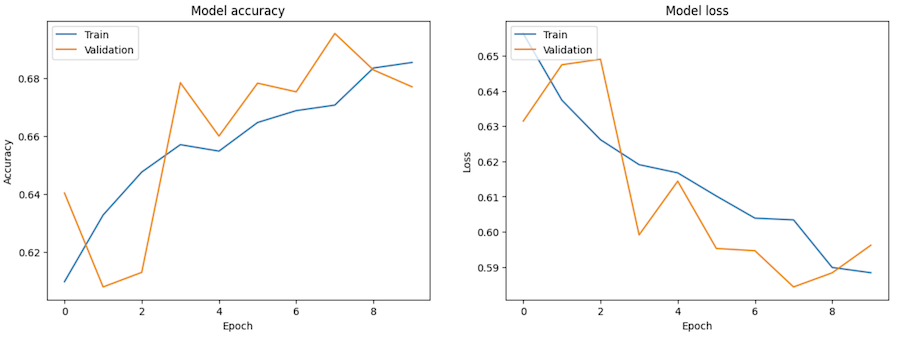 Model accuracy
Train
Validation
0.68
0.66
0.64
0.62
Accuracy
0
2
4
6
8
Epoch
Model loss
Train
Validation
0.65
0.64
0.63
0.62
0.61
0.60
0.59
Loss
0
2
4
6
8
Epoch